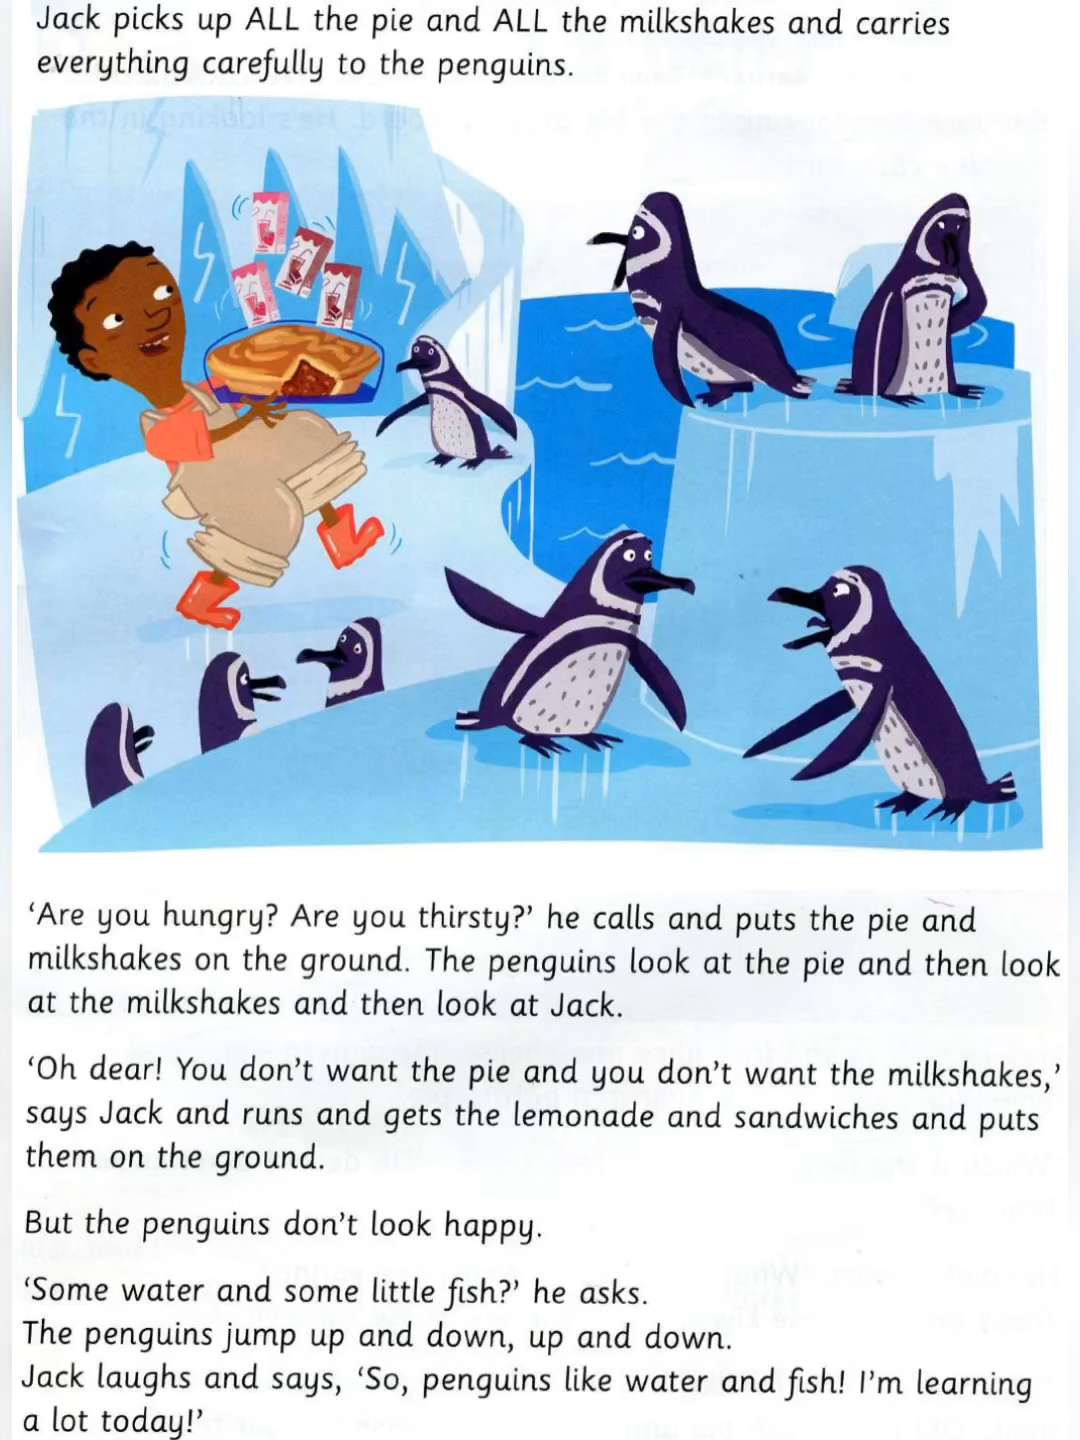 Jack picks up ALL the pie and ALL the milkshakes and carries
everything carefully to the penguins.
‘Are you hungry? Are you thirsty?’ he calls and puts the pie and
milkshakes on the ground. The penguins look at the pie and then look
at the milkshakes and then look at Jack.
‘Oh dear! You don’t want the pie and you don’t want the milkshakes,’
says Jack and runs and gets the lemonade and sandwiches and puts
them on the ground.
But the penguins don’t look happy.
‘Some water and some little fish?’ he asks.
The penguins jump up and down, up and down.
Jack laughs and says, ‘So, penguins like water and fish! I’m learning
a lot today!’